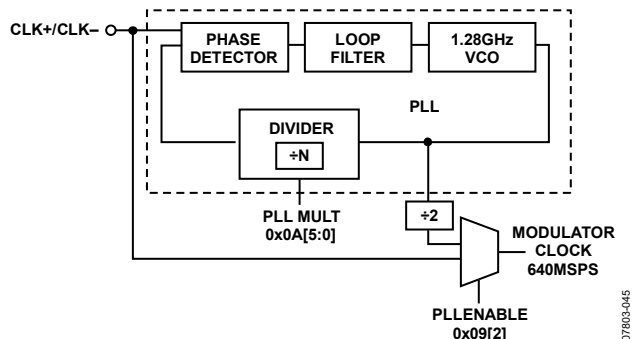 CLK+/CLK–
PHASE
DETECTOR
LOOP
FILTER
1.28GHz
VCO
PLL
DIVIDER
÷N
PLL MULT
0x0A[5:0]
÷2
MODULATOR
CLOCK
640MSPS
PLLENABLE
0x09[2]
07803-045